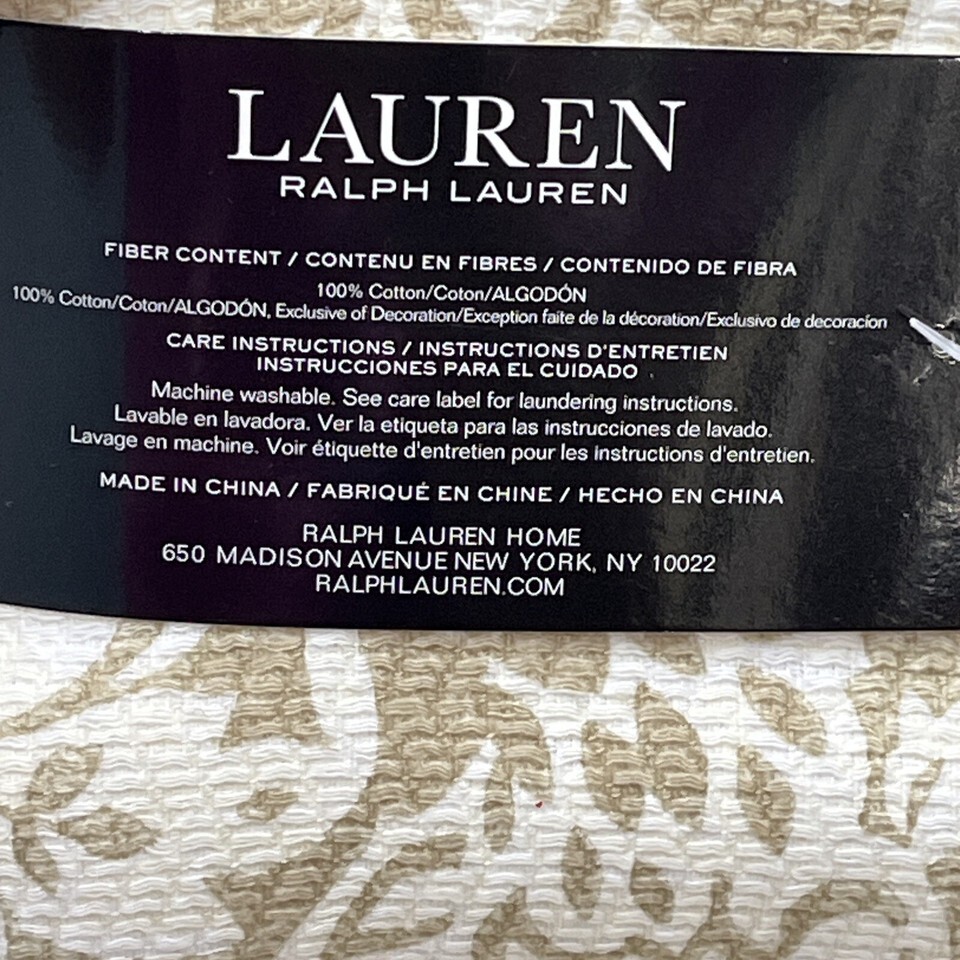 LAUREN
RALPH LAUREN
FIBER CONTENT / CONTENU EN FIBRES / CONTENIDO DE FIBRA
100% Cotton/Coton/ALGODÓN
100% Cotton/Coton/ALGODÓN, Exclusive of Decoration/Exception faite de la décoration/Exclusivo de decoracíon
CARE INSTRUCTIONS / INSTRUCTIONS D'ENTRETIEN
INSTRUCCIONES PARA EL CUIDADO
Machine washable. See care label for laundering instructions.
Lavable en lavadora. Ver la etiqueta para las instrucciones de lavado.
Lavage en machine. Voir étiquette d'entretien pour les instructions d'entretien.
MADE IN CHINA / FABRIQUÉ EN CHINE / HECHO EN CHINA
RALPH LAUREN HOME
650 MADISON AVENUE NEW YORK, NY 10022
RALPHLAUREN.COM